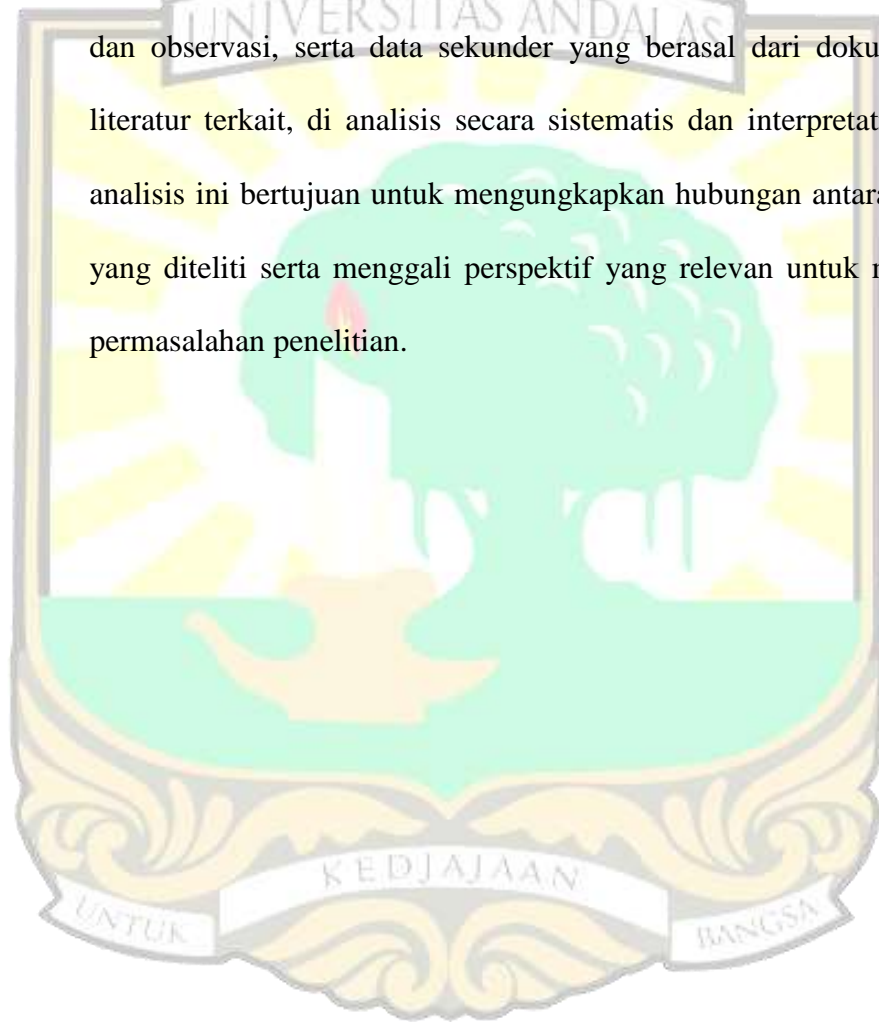 UNIVERSITAS ANDALAS
dan observasi, serta data sekunder yang berasal dari doku
literatur terkait, di analisis secara sistematis dan interpretat
analisis ini bertujuan untuk mengungkapkan hubungan antara
yang diteliti serta menggali perspektif yang relevan untuk
permasalahan penelitian.
KEDJAJAAN
UNTUK
BANGSA